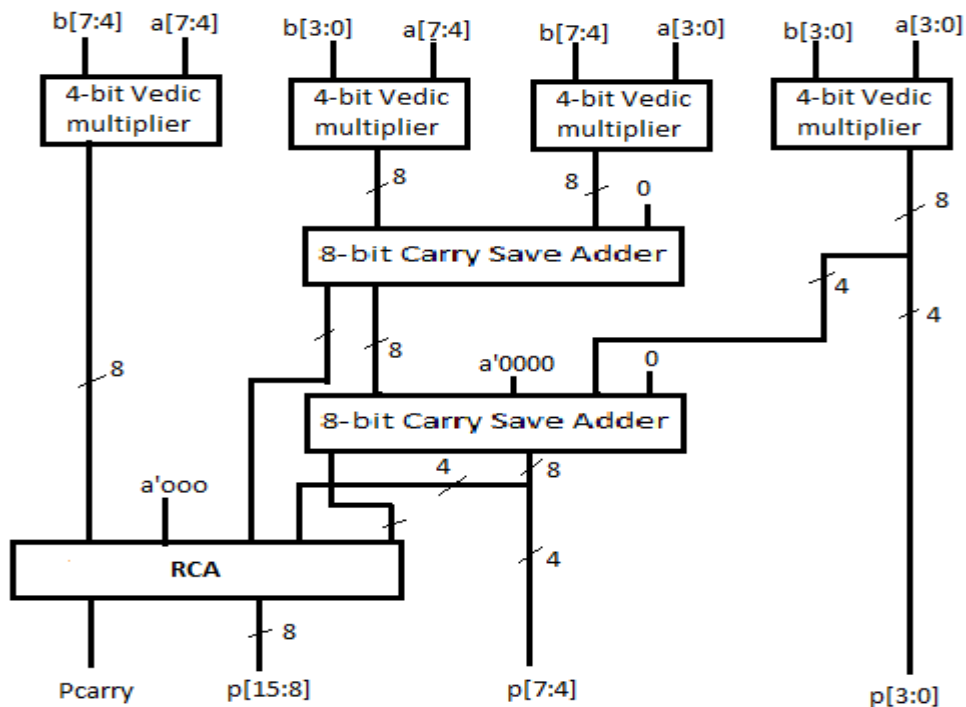 b[7:4] a[7:4] b[3:0] a[7:4] b[7:4] a[3:0] b[3:0] a[3:0]
4-bit Vedic multiplier
4-bit Vedic multiplier
4-bit Vedic multiplier
4-bit Vedic multiplier
8 8 0 8
8-bit Carry Save Adder
4 4
8 8 a'0000 0
8-bit Carry Save Adder
4 8
a'ooo
4
RCA
8
Pcarry p[15:8] p[7:4] p[3:0]